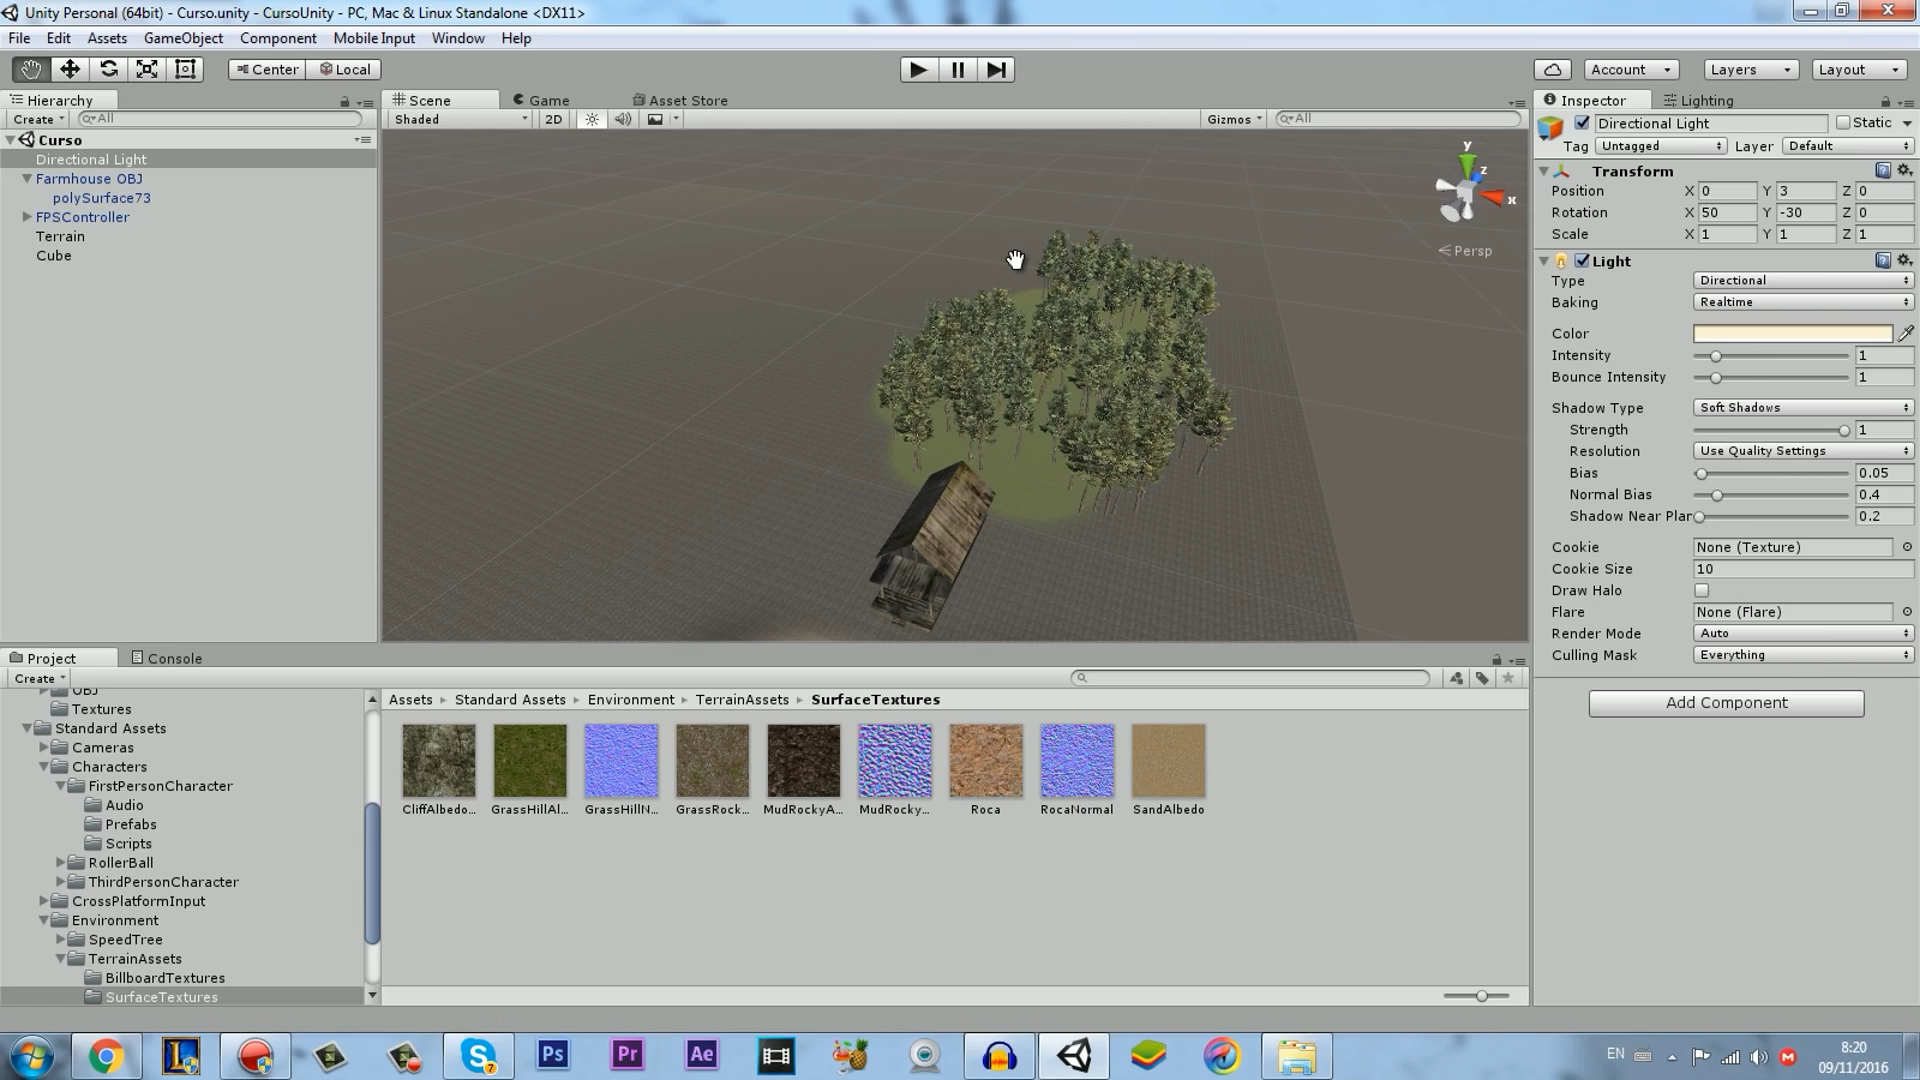 Unity Personal (64bit) - Curso.unity - CursoUnity - PC, Mac & Linux Standalone <DX11>
File Edit Assets GameObject Component Mobile Input Window Help
Center Local Account Layers Layout
Hierarchy
Create All
Curso
Directional Light
Farmhouse OBJ
polySurface73
FPSController
Terrain
Cube
Scene Game Asset Store
Shaded 2D Gizmos All
y
z
x
Persp
Inspector Lighting
Directional Light Static
Tag Untagged Layer Default
Transform
Position X 0 Y 3 Z 0
Rotation X 50 Y -30 Z 0
Scale X 1 Y 1 Z 1
Light
Type Directional
Baking Realtime
Color
Intensity 1
Bounce Intensity 1
Shadow Type Soft Shadows
Strength 1
Resolution Use Quality Settings
Bias 0.05
Normal Bias 0.4
Shadow Near Plar 0.2
Cookie None (Texture)
Cookie Size 10
Draw Halo
Flare None (Flare)
Render Mode Auto
Culling Mask Everything
Add Component
Project Console
Create
OBJ
Textures
Standard Assets
Cameras
Characters
FirstPersonCharacter
Audio
Prefabs
Scripts
RollerBall
ThirdPersonCharacter
CrossPlatformInput
Environment
SpeedTree
TerrainAssets
BillboardTextures
SurfaceTextures
Assets Standard Assets Environment TerrainAssets SurfaceTextures
CliffAlbedo... GrassHillAl... GrassHillN... GrassRock... MudRockyA... MudRocky... Roca RocaNormal SandAlbedo
L S 7 Ps Pr Ae
EN M 8:20
09/11/2016